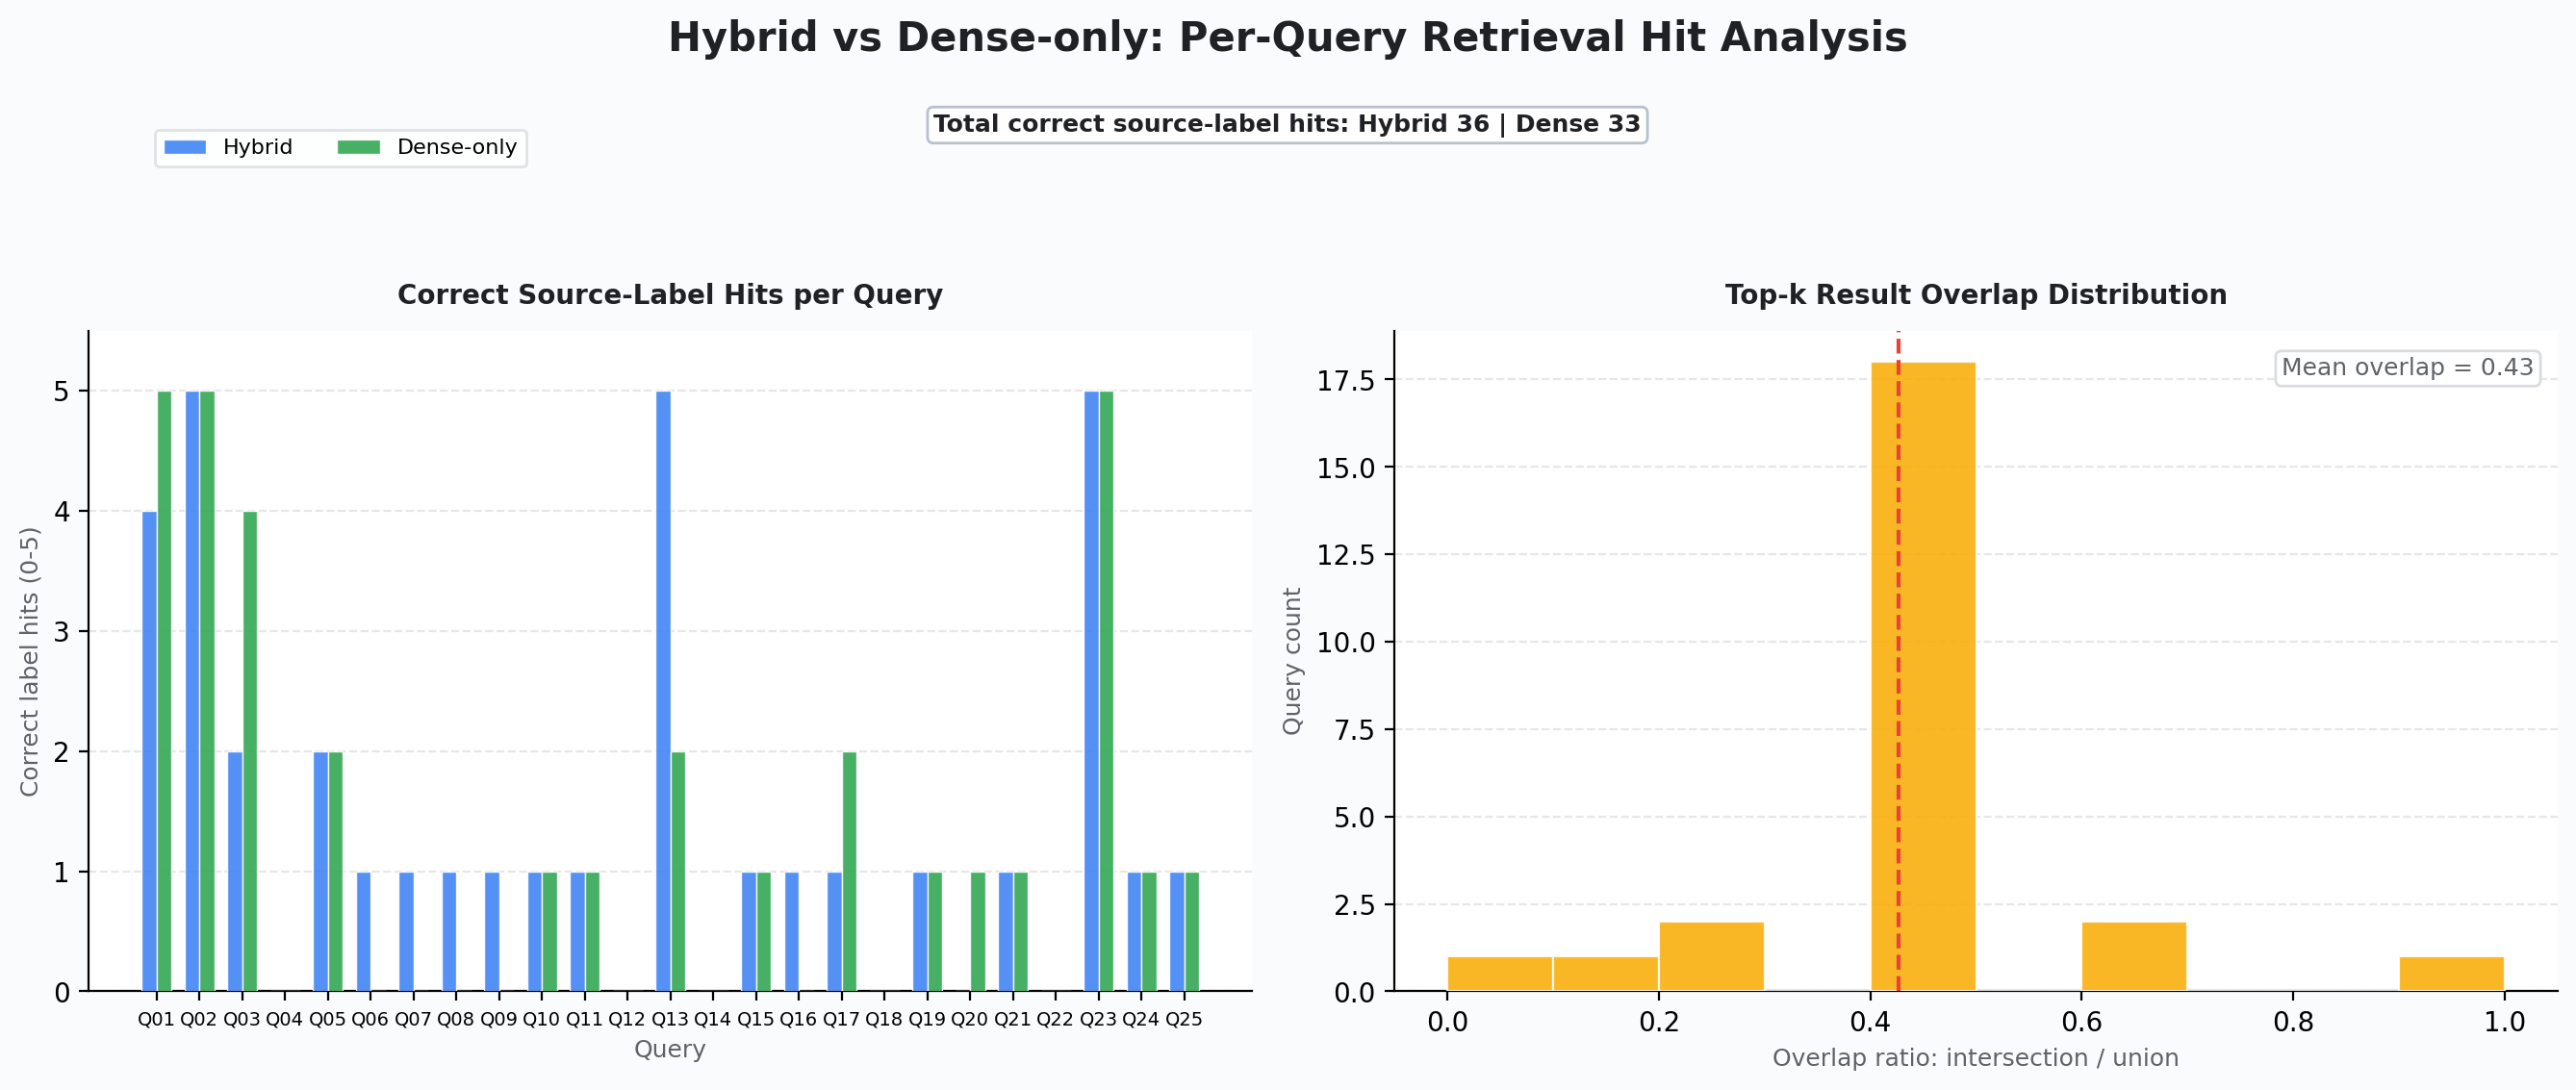 Hybrid vs Dense-only: Per-Query Retrieval Hit Analysis
Total correct source-label hits: Hybrid 36 | Dense 33
Hybrid Dense-only
Correct Source-Label Hits per Query
5
4
3
2
1
0
Correct label hits (0-5)
Q01 Q02 Q03 Q04 Q05 Q06 Q07 Q08 Q09 Q10 Q11 Q12 Q13 Q14 Q15 Q16 Q17 Q18 Q19 Q20 Q21 Q22 Q23 Q24 Q25
Query
Top-k Result Overlap Distribution
Mean overlap = 0.43
17.5
15.0
12.5
10.0
7.5
5.0
2.5
0.0
Query count
0.0 0.2 0.4 0.6 0.8 1.0
Overlap ratio: intersection / union